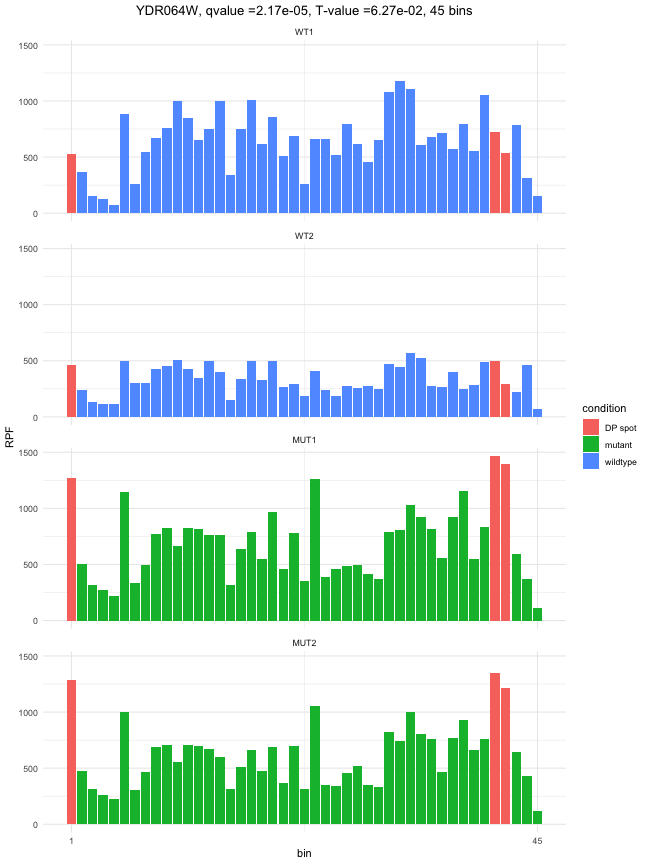 YDR064W, qvalue =2.17e-05, T-value =6.27e-02, 45 bins
WT1
1500
1000
500
0
WT2
1500
1000
500
0
MUT1
1500
1000
500
0
MUT2
1500
1000
500
0
1
45
bin
RPF
condition
DP spot
mutant
wildtype